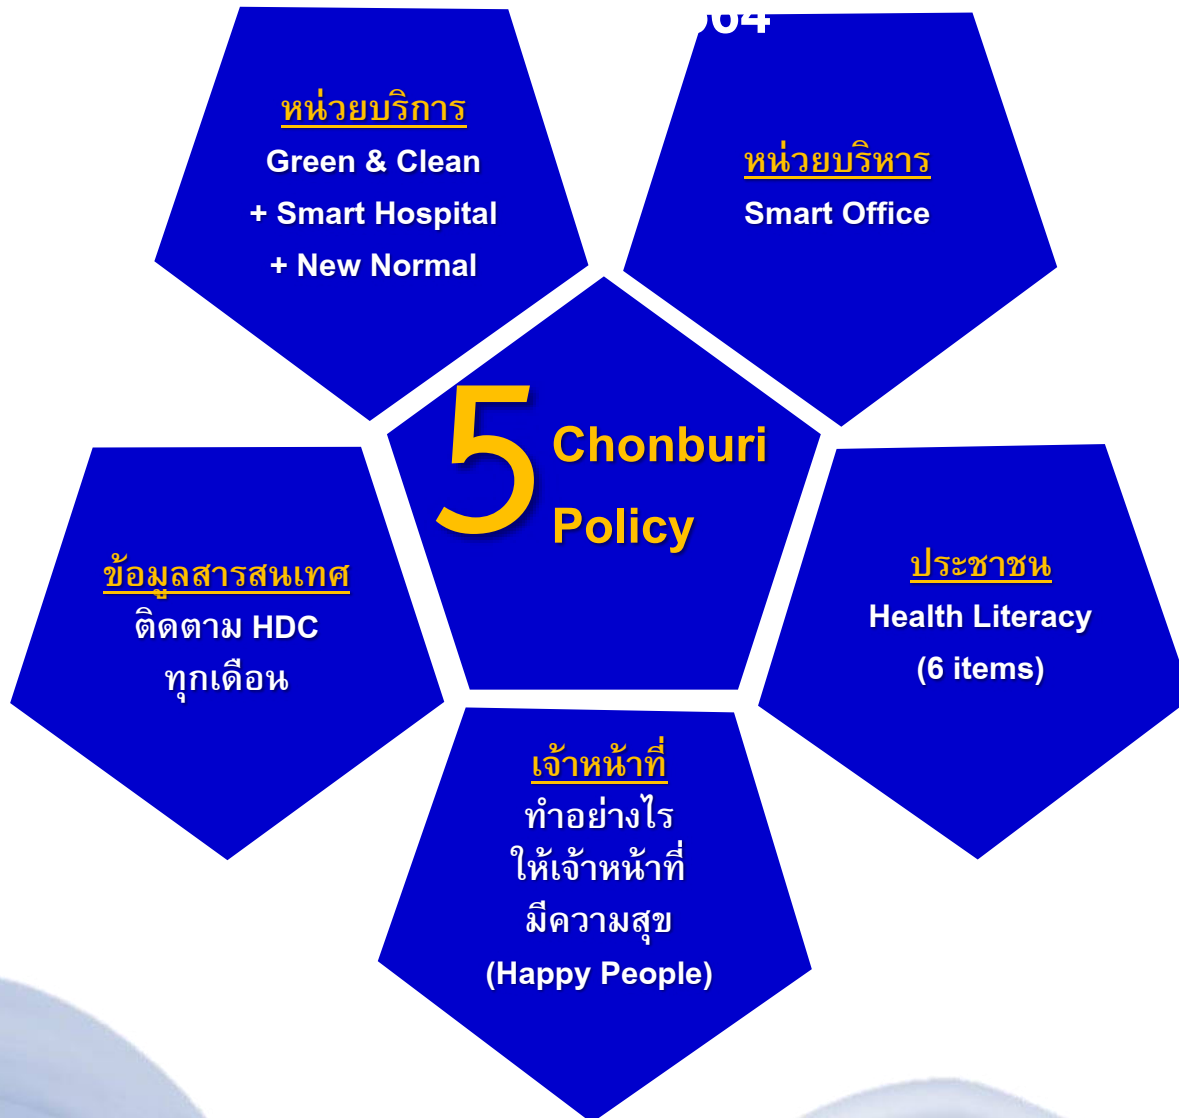 หน่วยบริการ
Green & Clean
+ Smart Hospital
+ New Normal
หน่วยบริหาร
Smart Office
5 Chonburi
Policy
ข้อมูลสารสนเทศ
ติดตาม HDC
ทุกเดือน
ประชาชน
Health Literacy
(6 items)
เจ้าหน้าที่
ทำอย่างไร
ให้เจ้าหน้าที่
มีความสุข
(Happy People)